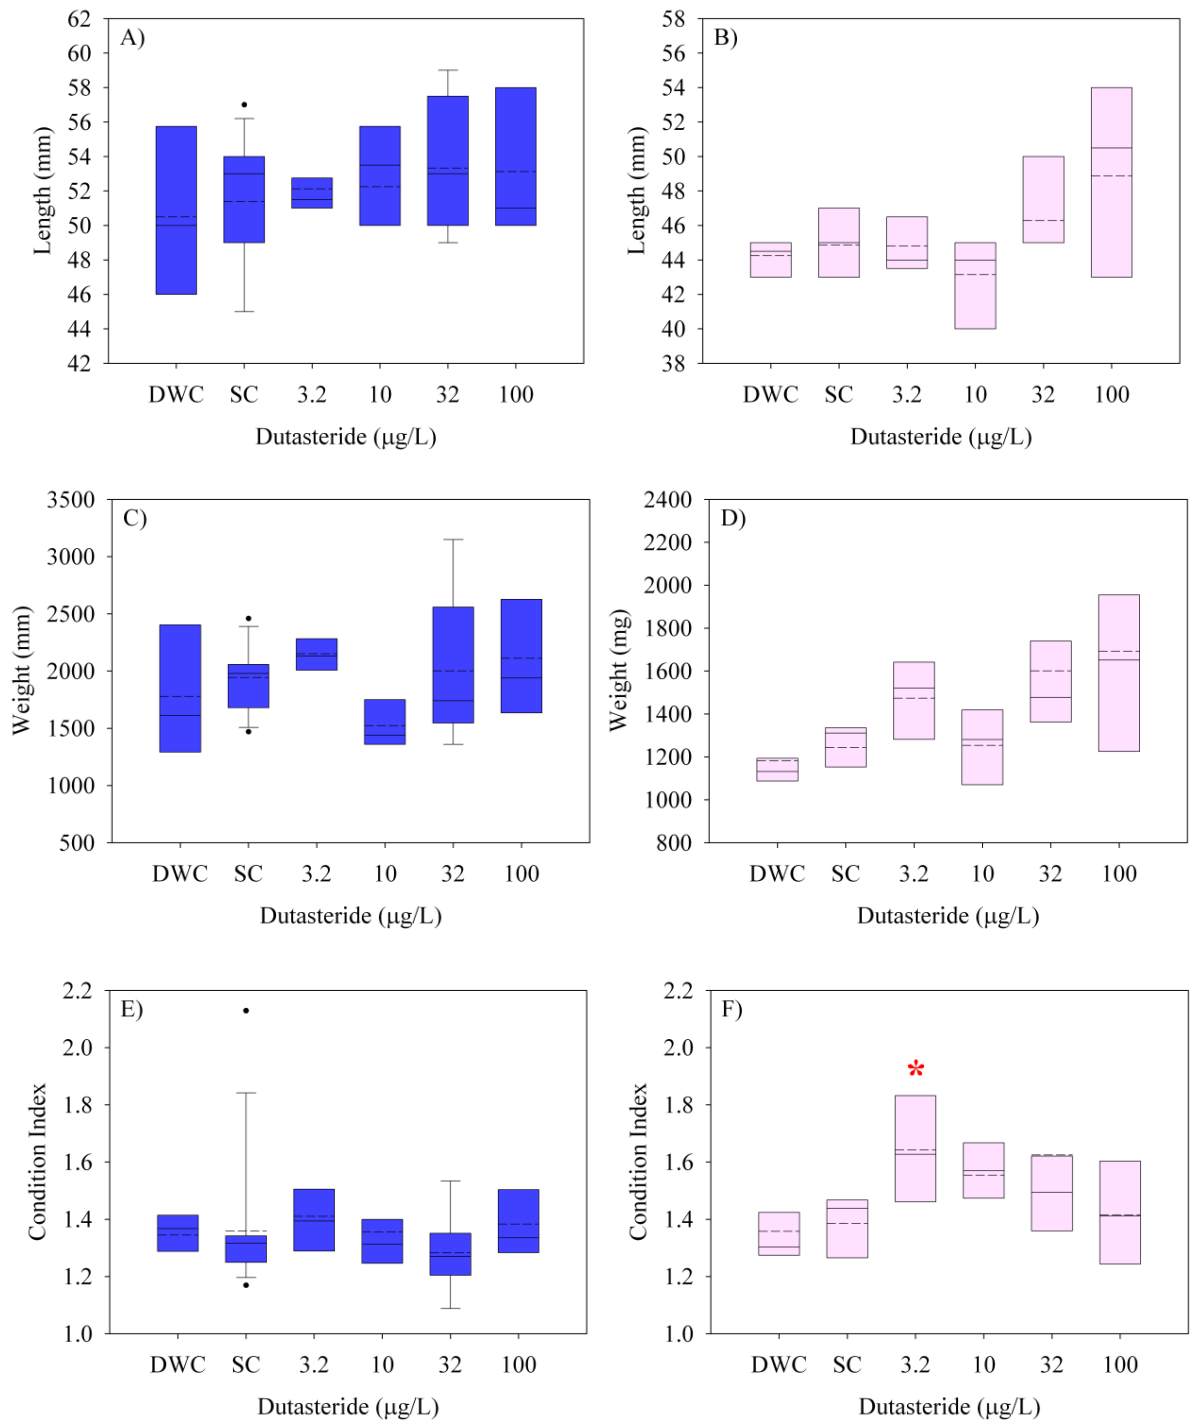 A)
Length (mm)
62
60
58
56
54
52
50
48
46
44
42
DWC SC 3.2 10 32 100
Dutasteride (µg/L)
B)
Length (mm)
58
56
54
52
50
48
46
44
42
40
38
DWC SC 3.2 10 32 100
Dutasteride (µg/L)
C)
Weight (mm)
3500
3000
2500
2000
1500
1000
500
DWC SC 3.2 10 32 100
Dutasteride (µg/L)
D)
Weight (mg)
2400
2200
2000
1800
1600
1400
1200
1000
800
DWC SC 3.2 10 32 100
Dutasteride (µg/L)
E)
Condition Index
2.2
2.0
1.8
1.6
1.4
1.2
1.0
DWC SC 3.2 10 32 100
Dutasteride (µg/L)
F)
Condition Index
2.2
2.0
1.8
1.6
1.4
1.2
1.0
*
DWC SC 3.2 10 32 100
Dutasteride (µg/L)